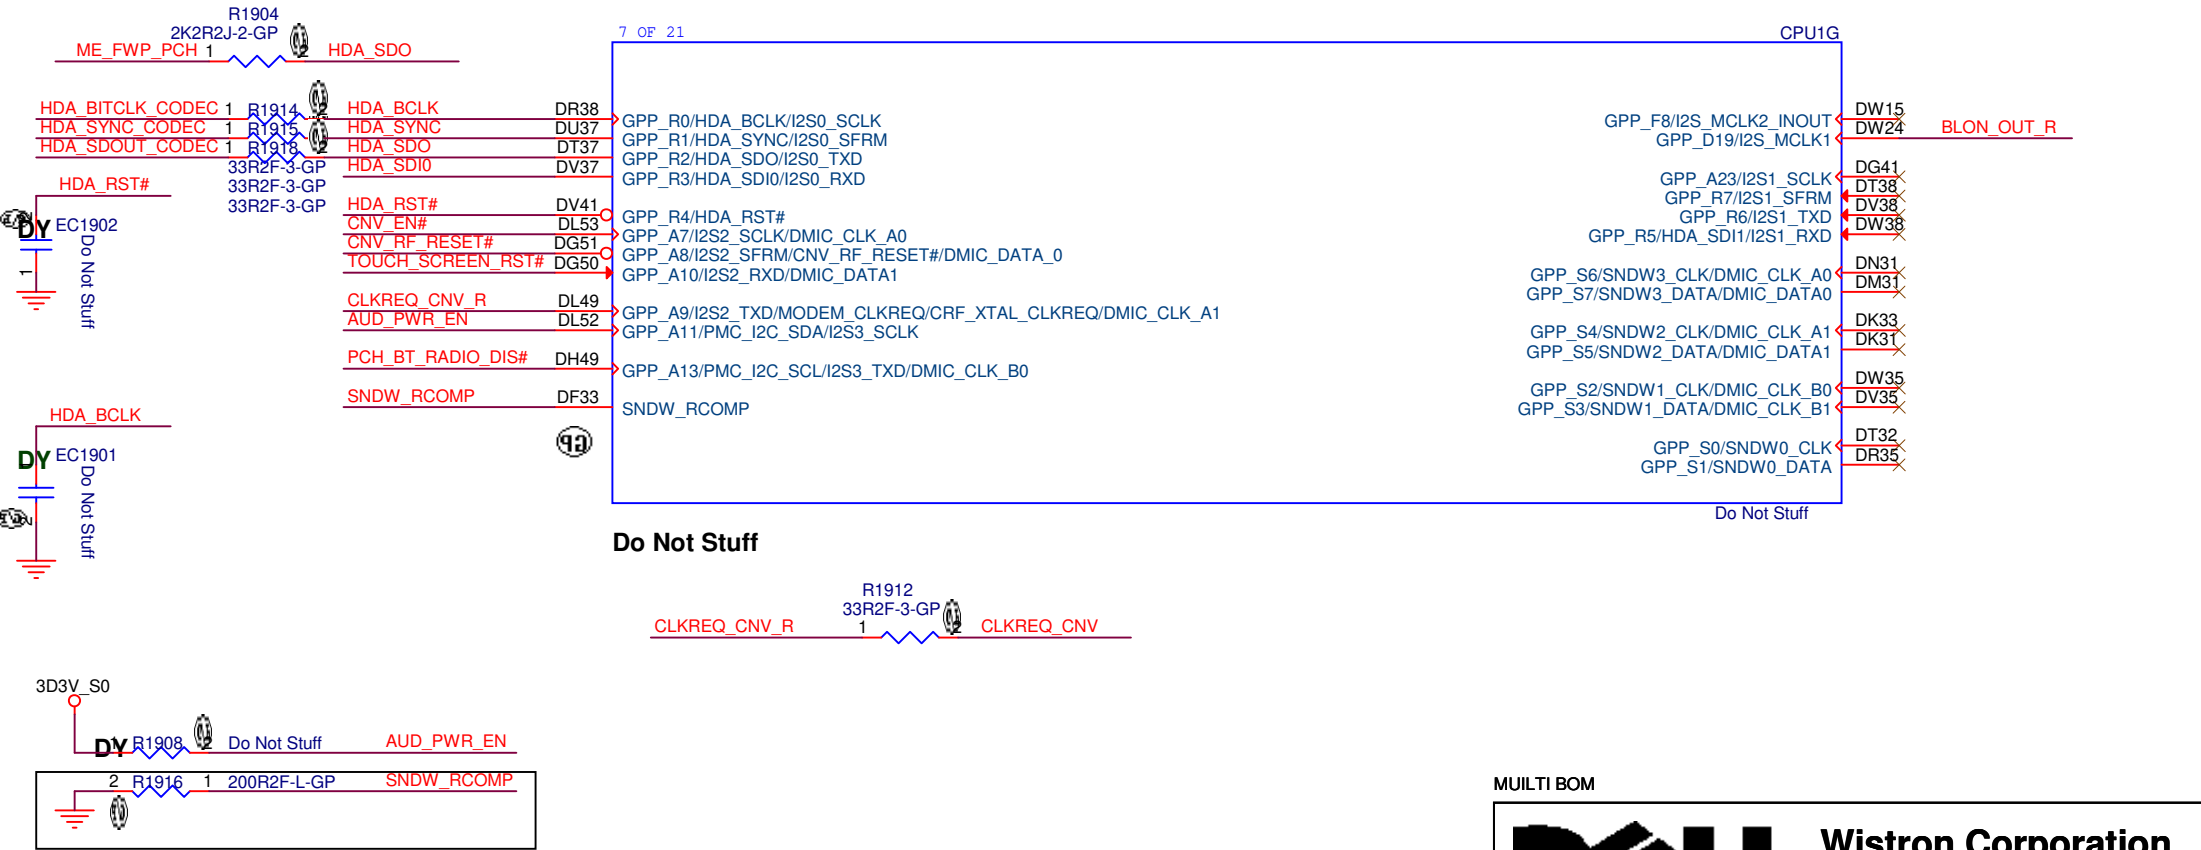 R1904
2K2R2J-2-GP
ME_FWP_PCH 1 2 HDA_SDO
HDA_BITCLK_CODEC 1 R1914 2 HDA_BCLK DR38
HDA_SYNC_CODEC 1 R1915 HDA_SYNC DU37
HDA_SDOUT_CODEC 1 R1918 2 HDA_SDO DT37
33R2F-3-GP HDA_SDI0 DV37
33R2F-3-GP
33R2F-3-GP
HDA_RST#
DY EC1902
1
Do Not Stuff
HDA_RST# DV41
CNV_EN# DL53
CNV_RF_RESET# DG51
TOUCH_SCREEN_RST# DG50
CLKREQ_CNV_R DL49
AUD_PWR_EN DL52
PCH_BT_RADIO_DIS# DH49
SNDW_RCOMP DF33
GP
HDA_BCLK
DY EC1901
2
Do Not Stuff
7 OF 21
CPU1G
GPP_R0/HDA_BCLK/I2S0_SCLK
GPP_R1/HDA_SYNC/I2S0_SFRM
GPP_R2/HDA_SDO/I2S0_TXD
GPP_R3/HDA_SDI0/I2S0_RXD
GPP_R4/HDA_RST#
GPP_A7/I2S2_SCLK/DMIC_CLK_A0
GPP_A8/I2S2_SFRM/CNV_RF_RESET#/DMIC_DATA_0
GPP_A10/I2S2_RXD/DMIC_DATA1
GPP_A9/I2S2_TXD/MODEM_CLKREQ/CRF_XTAL_CLKREQ/DMIC_CLK_A1
GPP_A11/PMC_I2C_SDA/I2S3_SCLK
GPP_A13/PMC_I2C_SCL/I2S3_TXD/DMIC_CLK_B0
SNDW_RCOMP
GPP_F8/I2S_MCLK2_INOUT DW15
GPP_D19/I2S_MCLK1 DW24 BLON_OUT_R
GPP_A23/I2S1_SCLK DG41
GPP_R7/I2S1_SFRM DT38
GPP_R6/I2S1_TXD DV38
GPP_R5/HDA_SDI1/I2S1_RXD DW38
GPP_S6/SNDW3_CLK/DMIC_CLK_A0 DN31
GPP_S7/SNDW3_DATA/DMIC_DATA0 DM31
GPP_S4/SNDW2_CLK/DMIC_CLK_A1 DK33
GPP_S5/SNDW2_DATA/DMIC_DATA1 DK31
GPP_S2/SNDW1_CLK/DMIC_CLK_B0 DW35
GPP_S3/SNDW1_DATA/DMIC_CLK_B1 DV35
GPP_S0/SNDW0_CLK DT32
GPP_S1/SNDW0_DATA DR35
Do Not Stuff
Do Not Stuff
R1912
33R2F-3-GP
CLKREQ_CNV_R 1 2 CLKREQ_CNV
3D3V_S0
DY R1908 2 Do Not Stuff AUD_PWR_EN
2 R1916 1 200R2F-L-GP SNDW_RCOMP
MUILTI BOM
Wistron Corporation